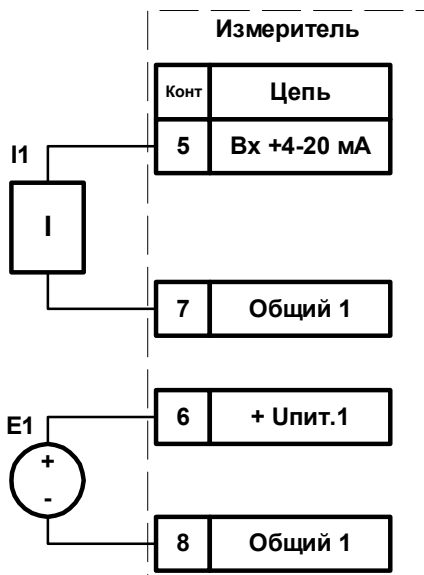 Измеритель
Конт Цепь
I1
5 Вх +4-20 мА
I
7 Общий 1
E1
6 + Uпит.1
+
-
8 Общий 1